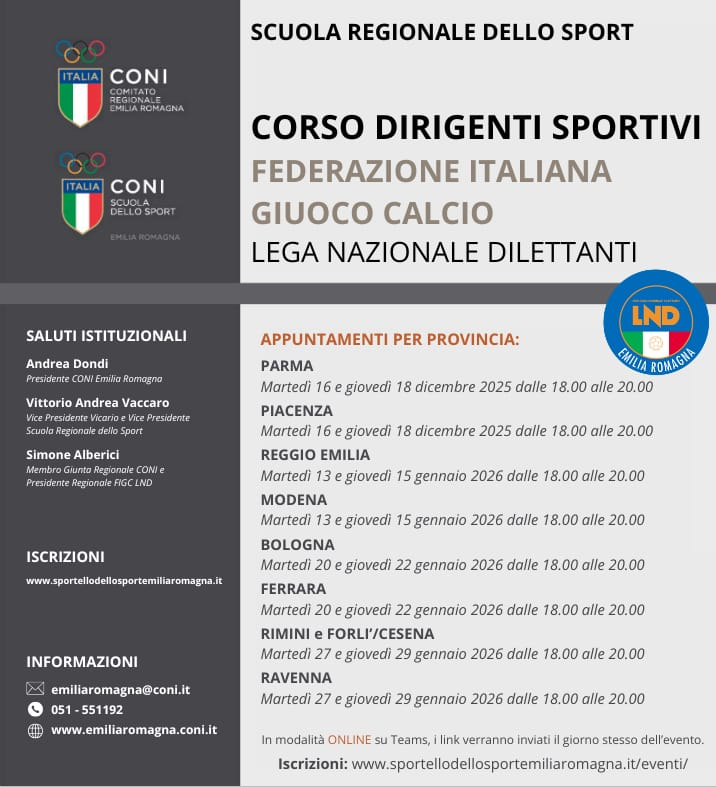 ITALIA
CONI
COMITATO
REGIONALE
EMILIA ROMAGNA
ITALIA
CONI
SCUOLA
DELLO SPORT
EMILIA ROMAGNA
SCUOLA REGIONALE DELLO SPORT
CORSO DIRIGENTI SPORTIVI
FEDERAZIONE ITALIANA
GIUOCO CALCIO
LEGA NAZIONALE DILETTANTI
LND
EMILIA ROMAGNA
SALUTI ISTITUZIONALI
Andrea Dondi
Presidente CONI Emilia Romagna
Vittorio Andrea Vaccaro
Vice Presidente Vicario e Vice Presidente
Scuola Regionale dello Sport
Simone Alberici
Membro Giunta Regionale CONI e
Presidente Regionale FIGC LND
ISCRIZIONI
www.sportellodellosportemiliaromagna.it
INFORMAZIONI
emiliaromagna@coni.it
051 - 551192
www.emiliaromagna.coni.it
APPUNTAMENTI PER PROVINCIA:
PARMA
Martedì 16 e giovedì 18 dicembre 2025 dalle 18.00 alle 20.00
PIACENZA
Martedì 16 e giovedì 18 dicembre 2025 dalle 18.00 alle 20.00
REGGIO EMILIA
Martedì 13 e giovedì 15 gennaio 2026 dalle 18.00 alle 20.00
MODENA
Martedì 13 e giovedì 15 gennaio 2026 dalle 18.00 alle 20.00
BOLOGNA
Martedì 20 e giovedì 22 gennaio 2026 dalle 18.00 alle 20.00
FERRARA
Martedì 20 e giovedì 22 gennaio 2026 dalle 18.00 alle 20.00
RIMINI e FORLI’/CESENA
Martedì 27 e giovedì 29 gennaio 2026 dalle 18.00 alle 20.00
RAVENNA
Martedì 27 e giovedì 29 gennaio 2026 dalle 18.00 alle 20.00
In modalità ONLINE su Teams, i link verranno inviati il giorno stesso dell’evento.
Iscrizioni: www.sportellodellosportemiliaromagna.it/eventi/